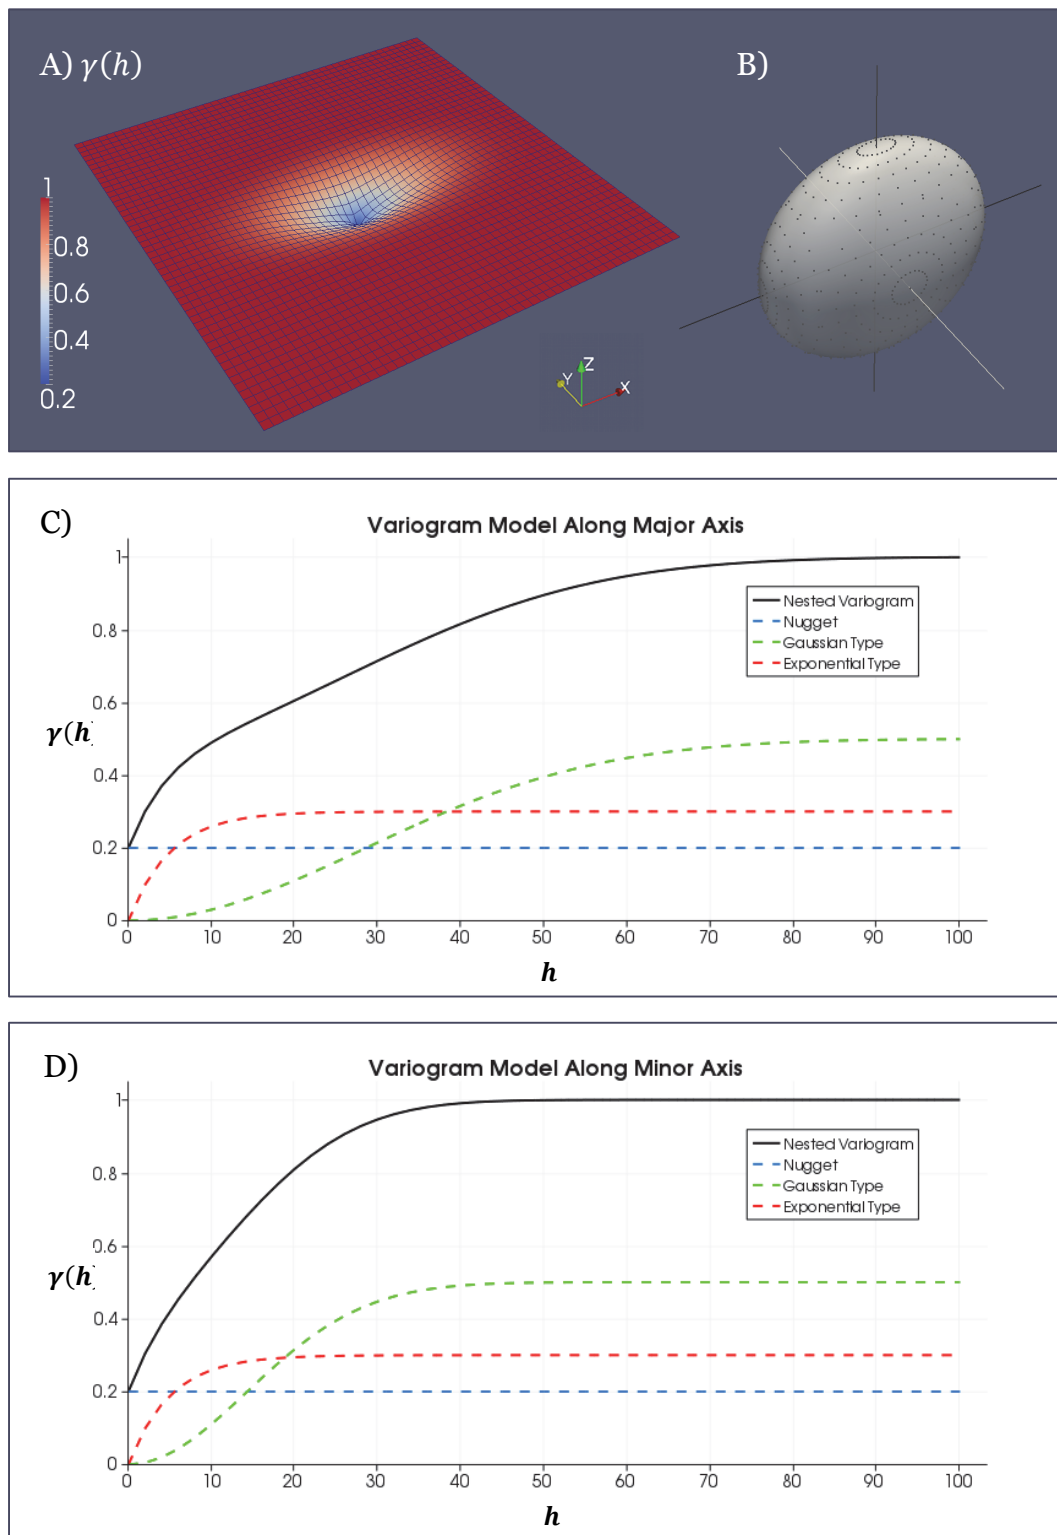 A) γ(h)
B)
1
0.8
0.6
0.4
0.2
Z
Y
X
C)
Variogram Model Along Major Axis
1
0.8
0.6
0.4
0.2
0
γ(h)
Nested Variogram
Nugget
Gaussian Type
Exponential Type
0 10 20 30 40 50 60 70 80 90 100
h
D)
Variogram Model Along Minor Axis
1
0.8
0.6
0.4
0.2
0
γ(h)
Nested Variogram
Nugget
Gaussian Type
Exponential Type
0 10 20 30 40 50 60 70 80 90 100
h